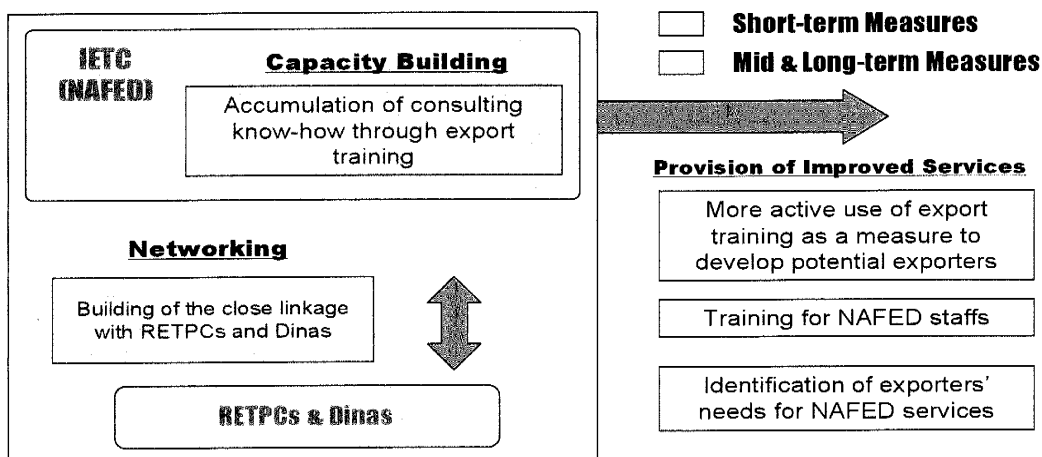 IETC
(NAFED)
Capacity Building
Accumulation of consulting
know-how through export
training
Networking
Building of the close linkage
with RETPCs and Dinas
RETPCs & Dinas
Short-term Measures
Mid & Long-term Measures
Provision of Improved Services
More active use of export
training as a measure to
develop potential exporters
Training for NAFED staffs
Identification of exporters'
needs for NAFED services